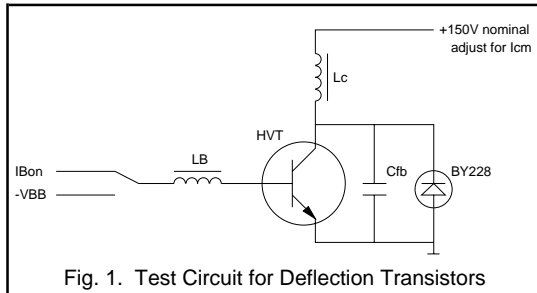 +150V nominal
adjust for Icm
Lc
HVT
LB
IBon
-VBB
Cfb
BY228
Fig. 1. Test Circuit for Deflection Transistors